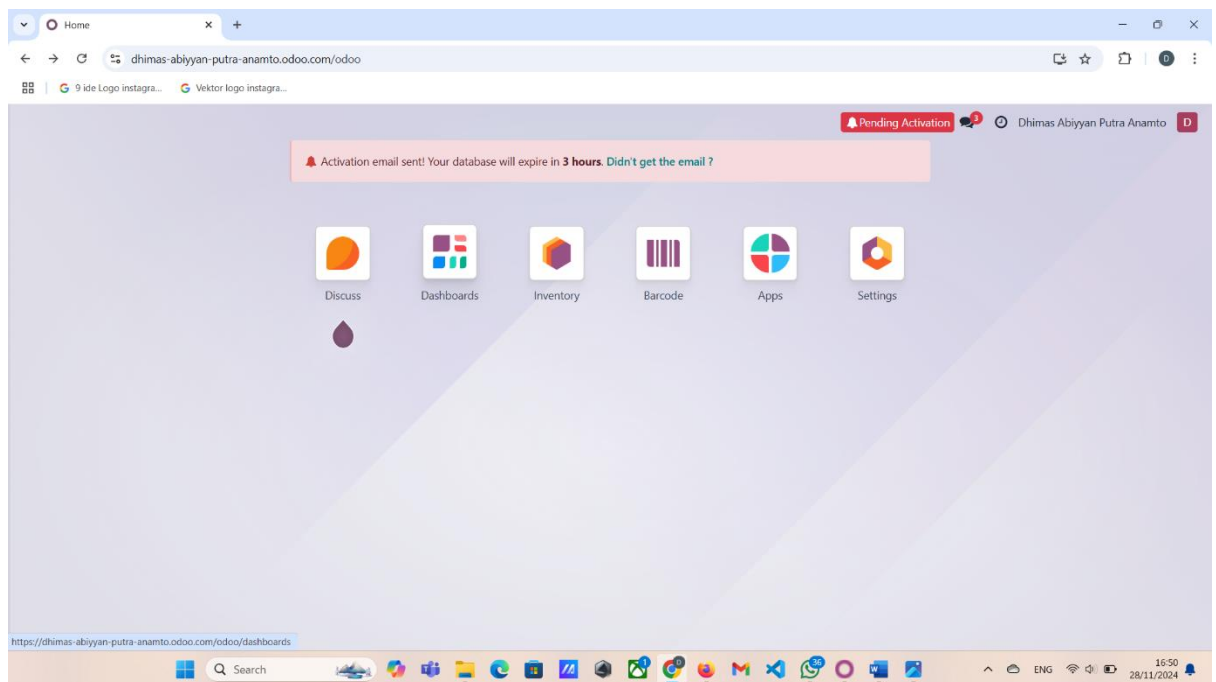 Home
dhimas-abiyyan-putra-anamto.odoo.com/odoo
D
9 ide Logo instagra...
Vektor logo instagra...
Pending Activation
3
Dhimas Abiyyan Putra Anamto
D
Activation email sent! Your database will expire in 3 hours. Didn't get the email ?
Discuss
Dashboards
Inventory
Barcode
Apps
Settings
https://dhimas-abiyyan-putra-anamto.odoo.com/odoo/dashboards
Search
36
ENG
16:50
28/11/2024